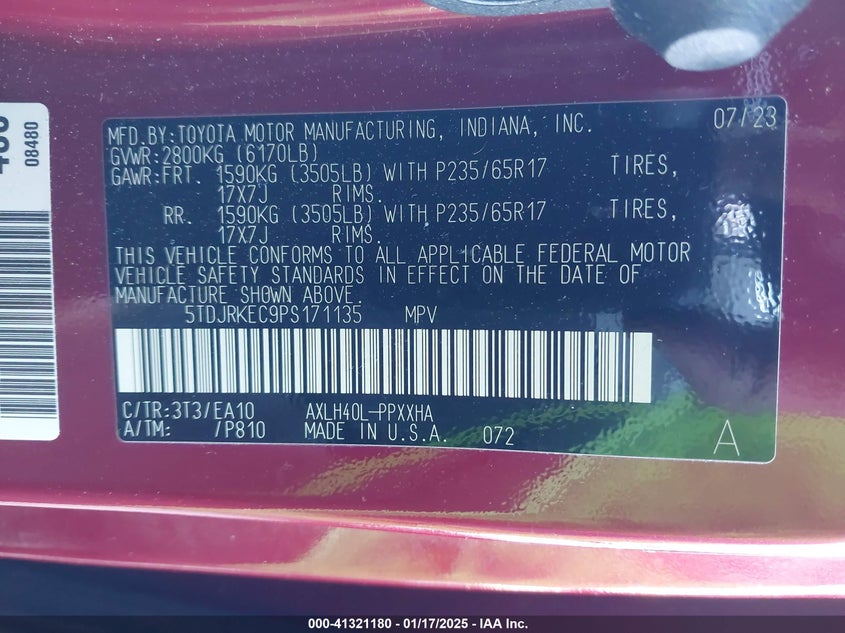 08480
MFD.BY:TOYOTA MOTOR MANUFACTURING, INDIANA, INC. 07/23
GVWR:2800KG (6170LB)
GAWR:FRT. 1590KG (3505LB) WITH P235/65R17 TIRES,
17X7J RIMS.
RR. 1590KG (3505LB) WITH P235/65R17 TIRES,
17X7J RIMS.
THIS VEHICLE CONFORMS TO ALL APPLICABLE FEDERAL MOTOR
VEHICLE SAFETY STANDARDS IN EFFECT ON THE DATE OF
MANUFACTURE SHOWN ABOVE.
5TDJRKEC9PS171135 MPV
C/TR:3T3/EA10 AXLH40L-PPXXHA
A/TM: /P810 MADE IN U.S.A. 072 A
000-41321180 - 01/17/2025 - IAA Inc.